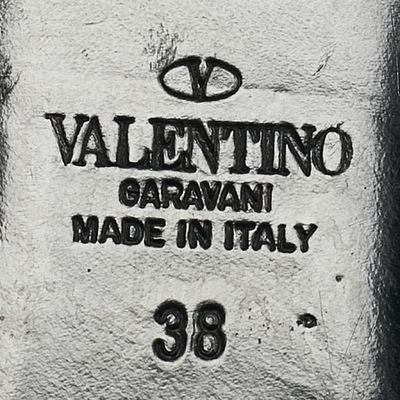 V
VALENTINO
GARAVANI
MADE IN ITALY
38